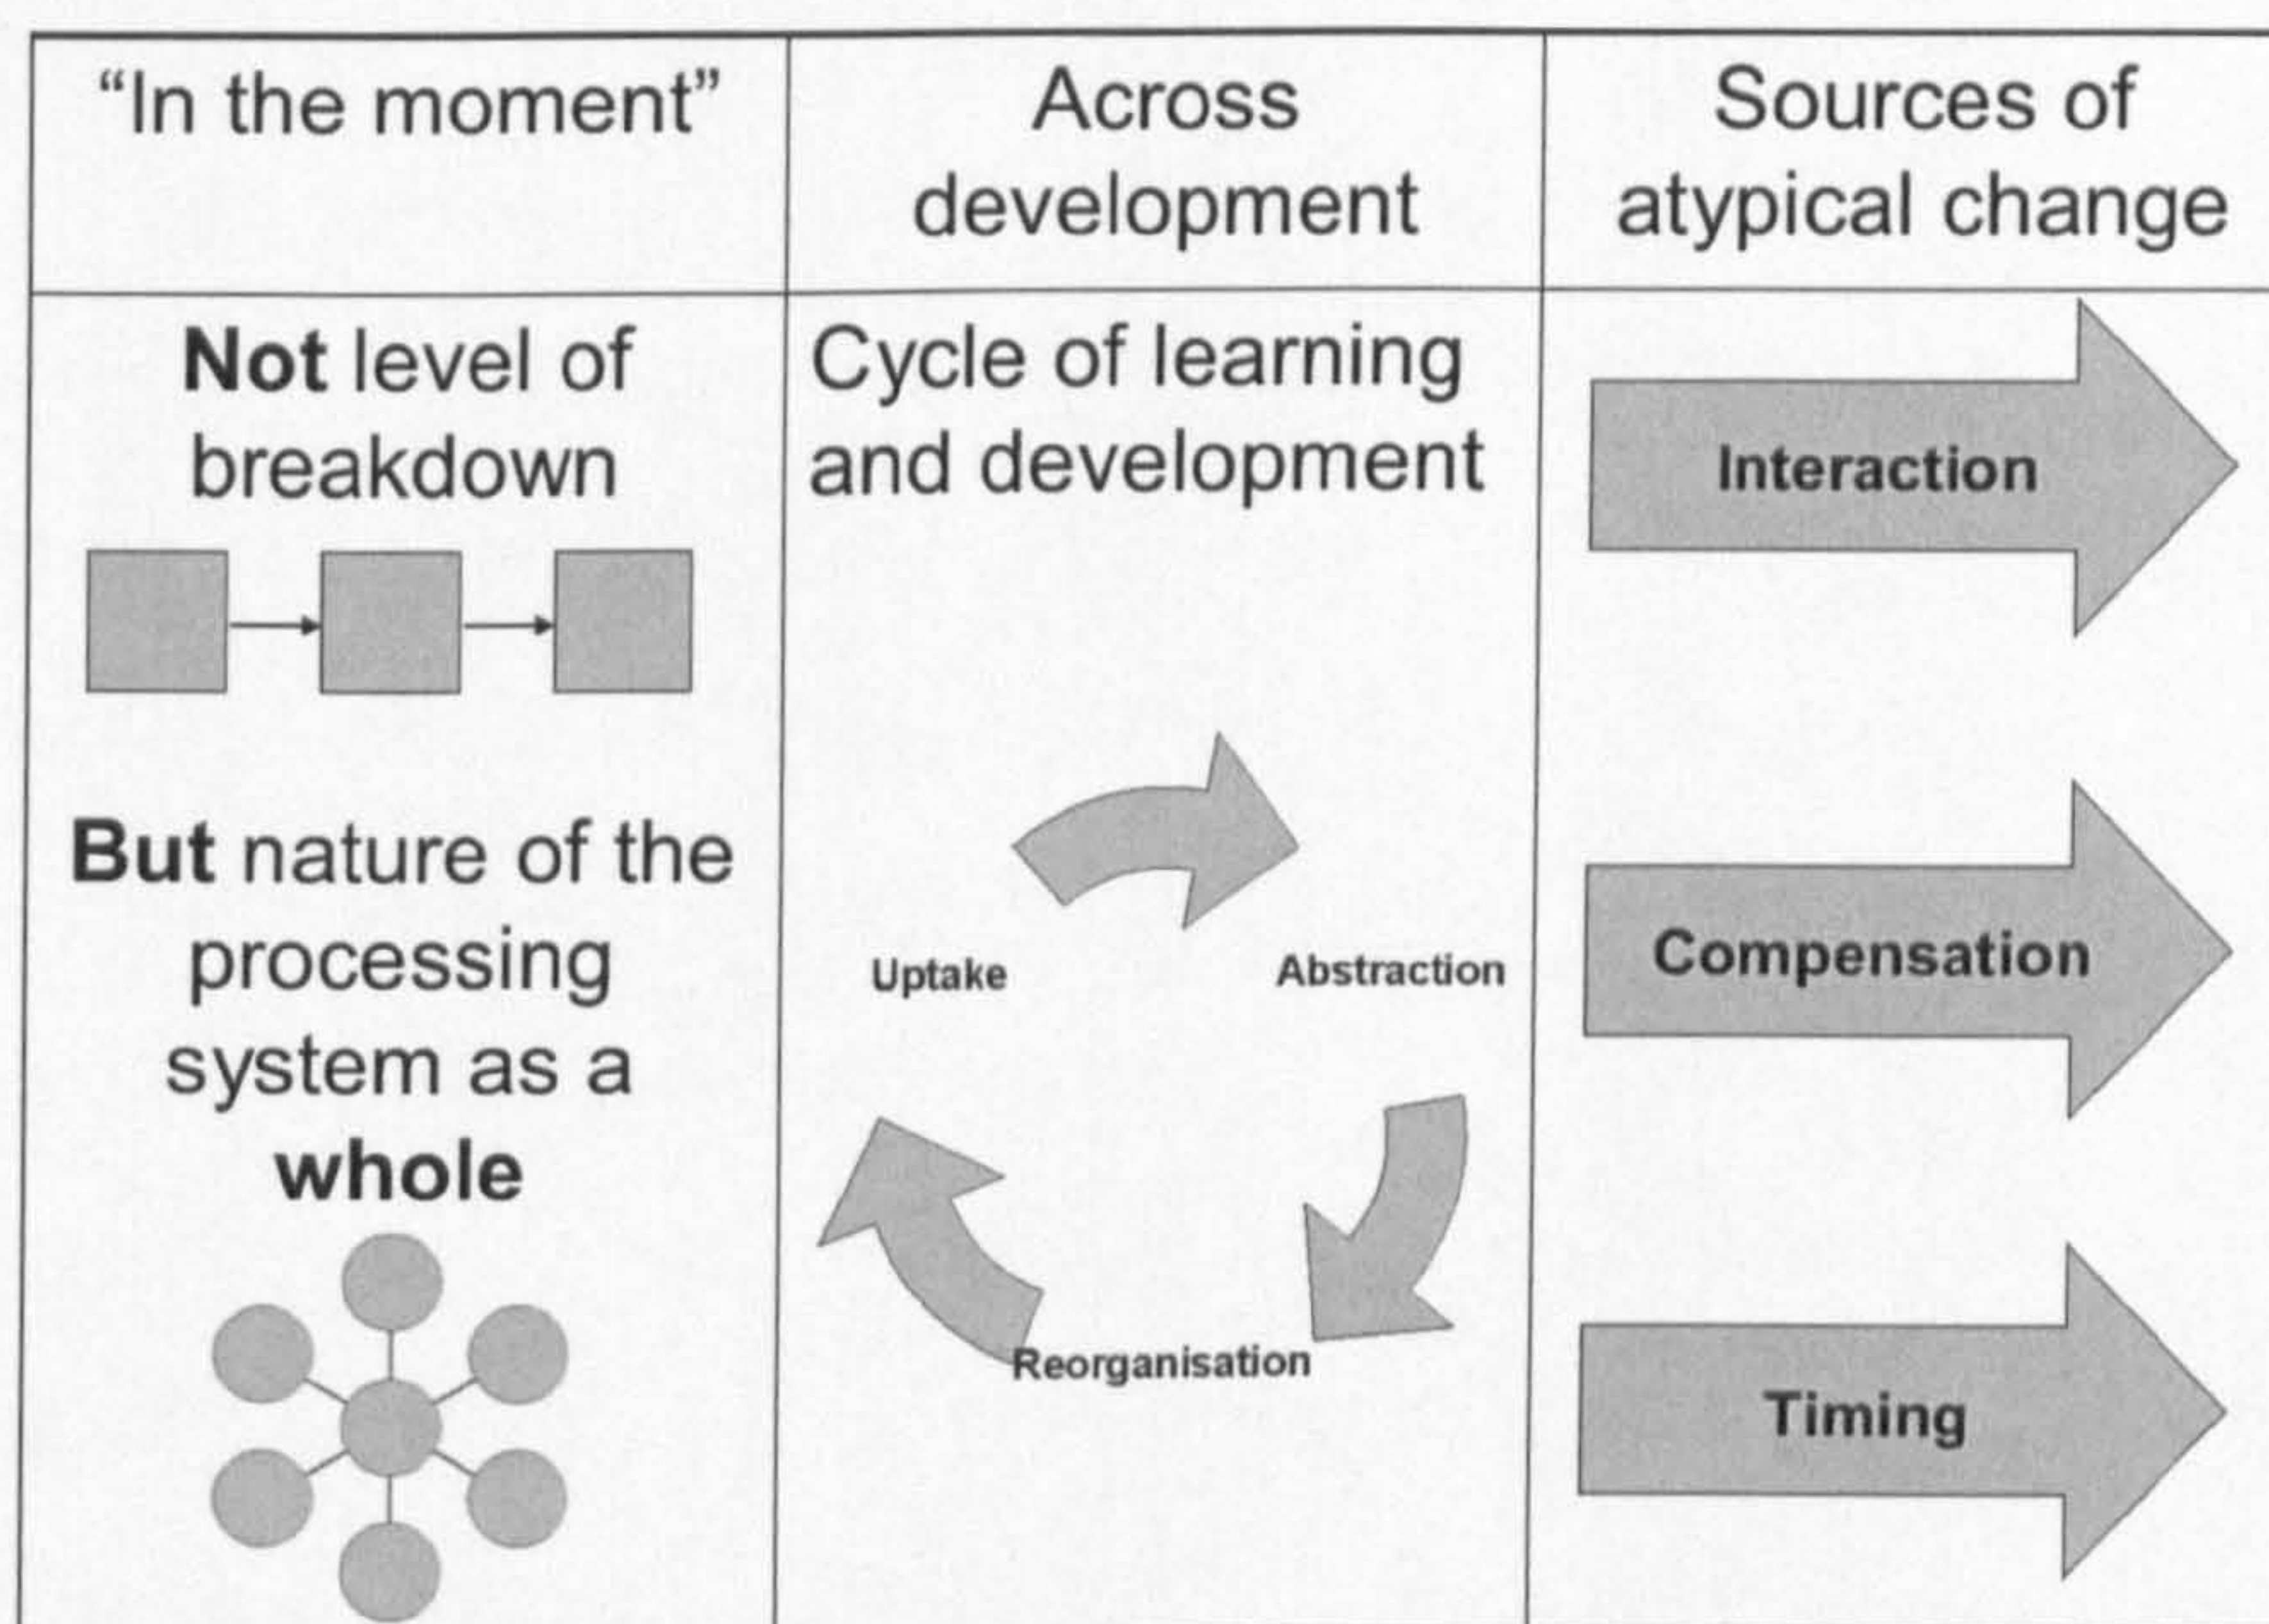 “In the moment”
Across
development
Sources of
atypical change
Not level of
breakdown
But nature of the
processing
system as a
whole
Cycle of learning
and development
Uptake
Abstraction
Reorganisation
Interaction
Compensation
Timing